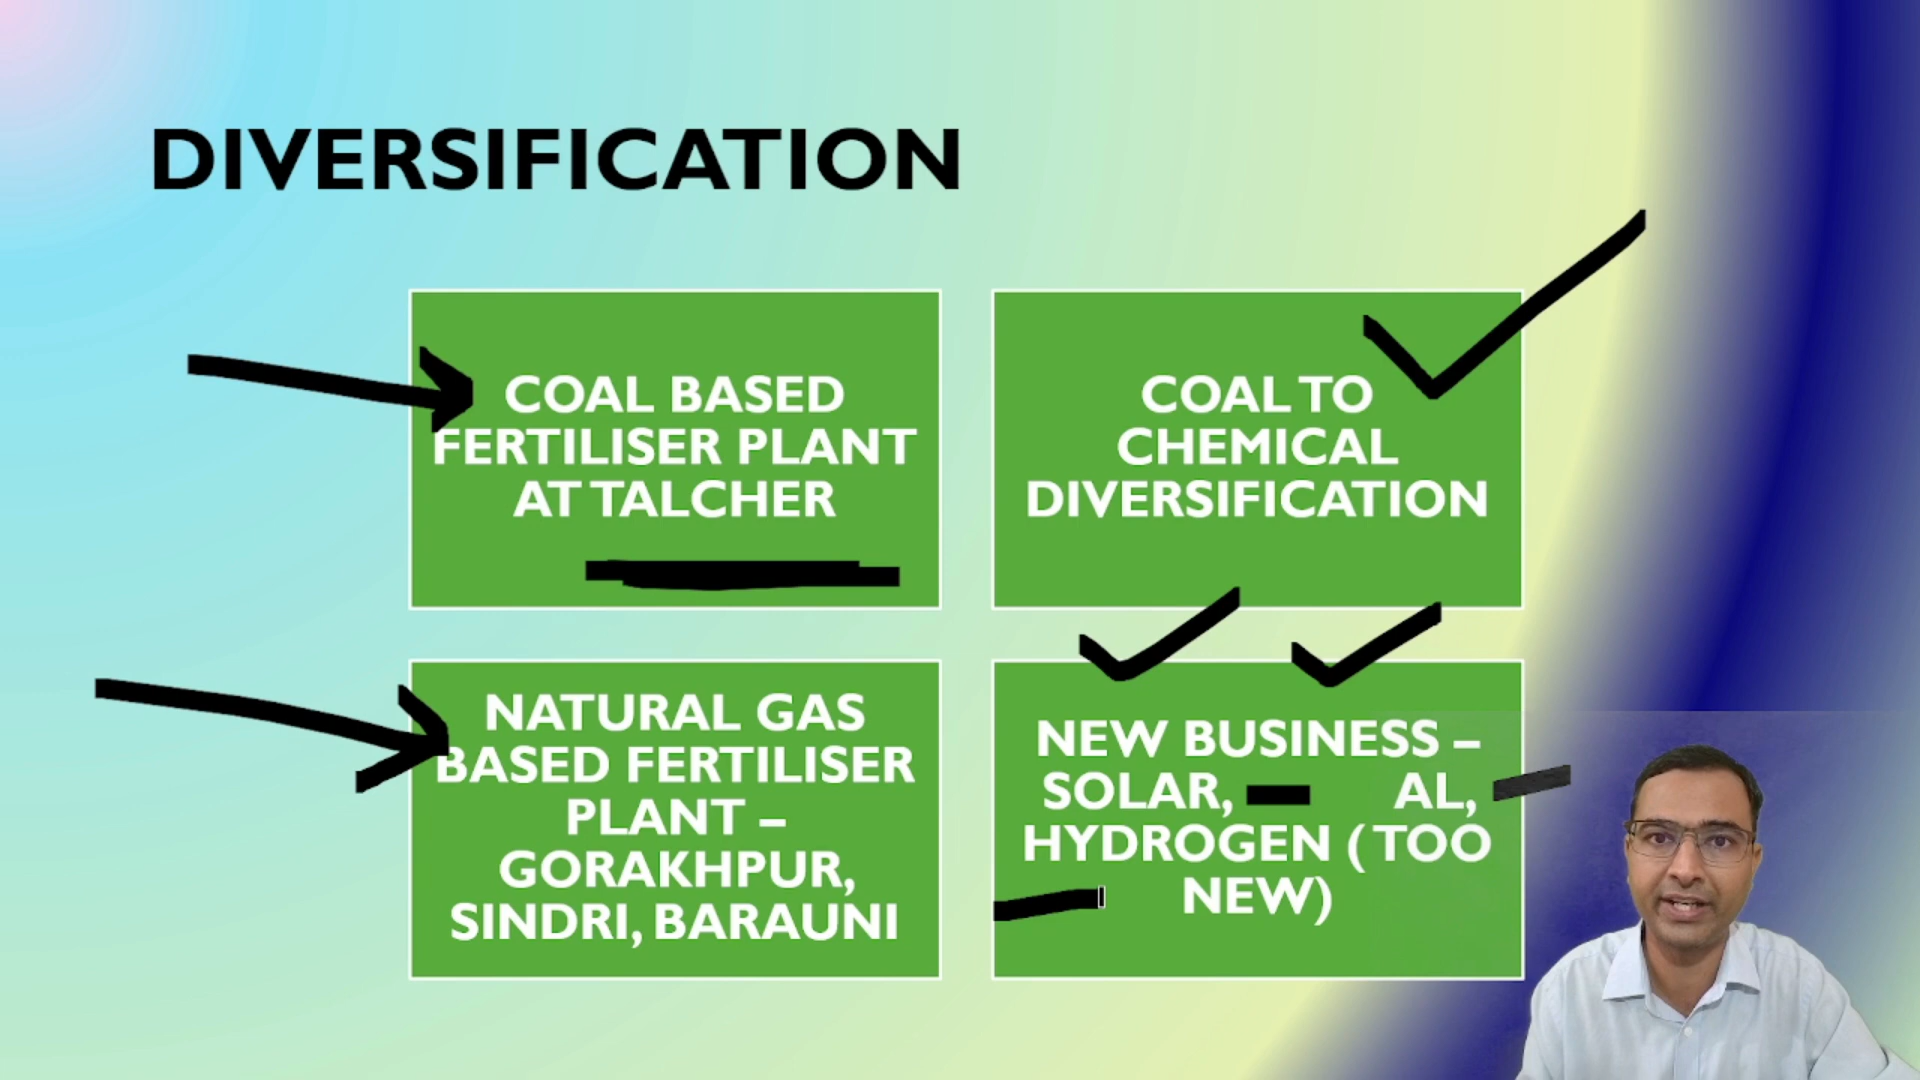 DIVERSIFICATION
COAL BASED
FERTILISER PLANT
AT TALCHER
COAL TO
CHEMICAL
DIVERSIFICATION
NATURAL GAS
BASED FERTILISER
PLANT –
GORAKHPUR,
SINDRI, BARAUNI
NEW BUSINESS –
SOLAR, AL,
HYDROGEN ( TOO
NEW)